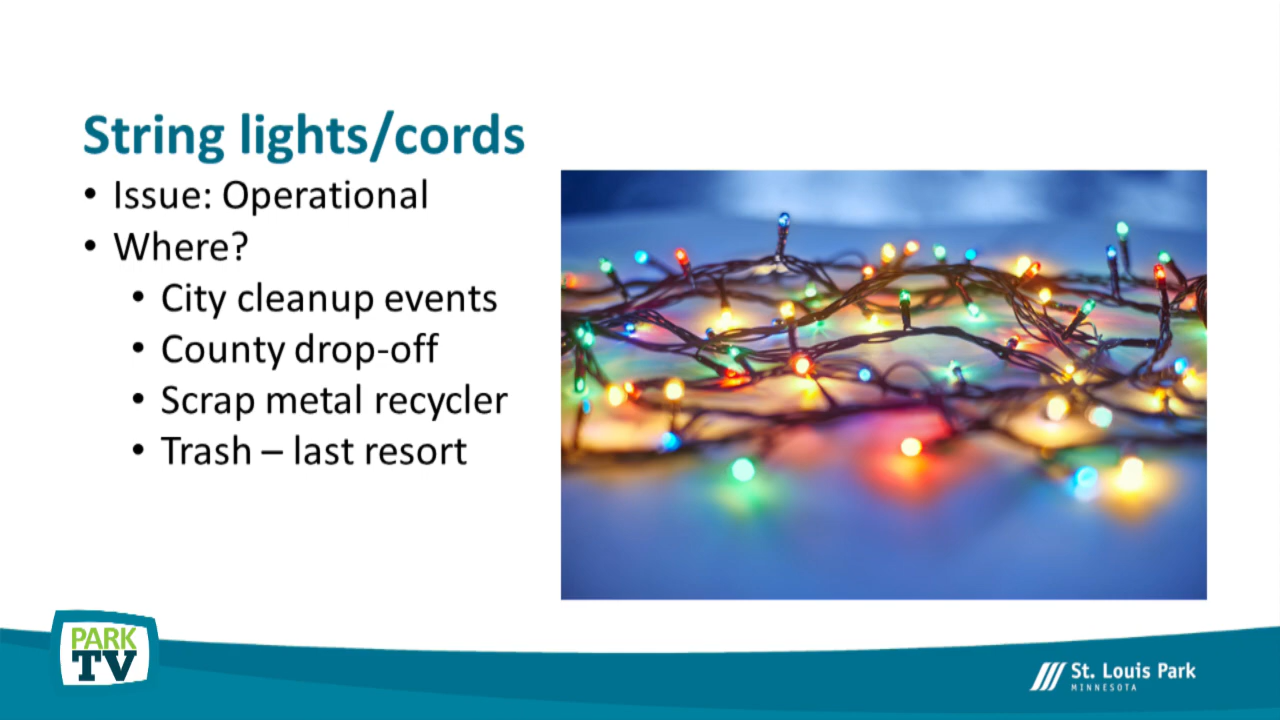 String lights/cords
• Issue: Operational
• Where?
• City cleanup events
• County drop-off
• Scrap metal recycler
• Trash – last resort
PARK
TV
St. Louis Park
MINNESOTA